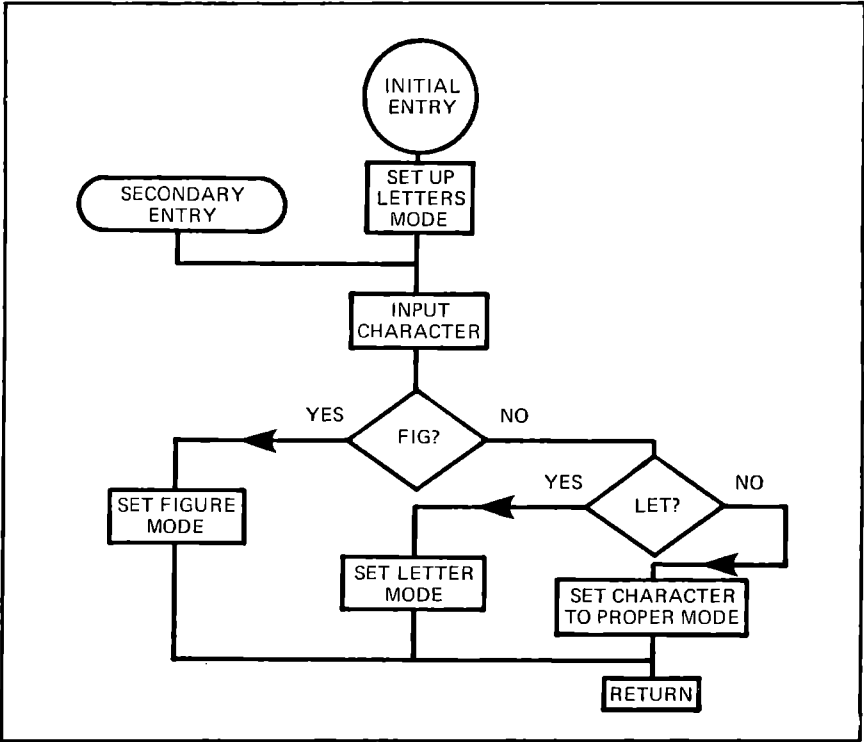 INITIAL
ENTRY
SET UP
LETTERS
MODE
SECONDARY
ENTRY
INPUT
CHARACTER
YES
FIG?
NO
YES
LET?
NO
SET FIGURE
MODE
SET LETTER
MODE
SET CHARACTER
TO PROPER MODE
RETURN